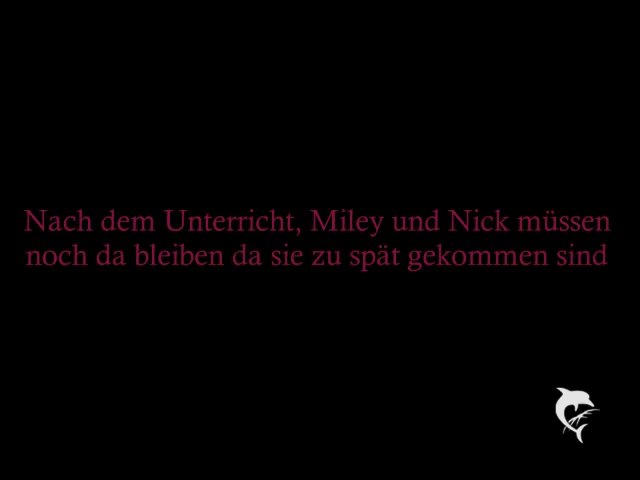 Nach dem Unterricht, Miley und Nick müssen
noch da bleiben da sie zu spät gekommen sind